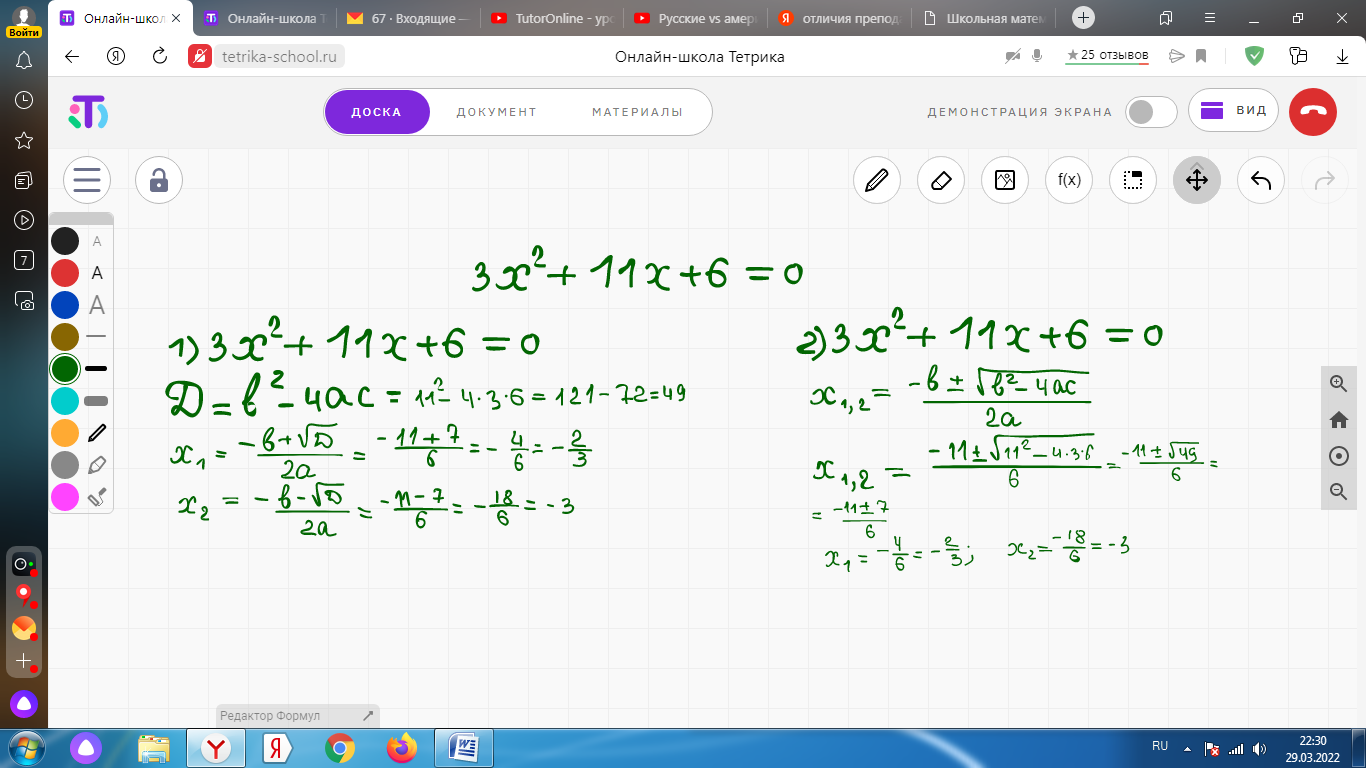 Онлайн-школа
Онлайн-школа Т
67 · Входящие —
TutorOnline - уро
Русские vs амер
отличия препода
Школьная матем
Войти
tetrika-school.ru
Онлайн-школа Тетрика
★ 25 отзывов
ДОСКА
ДОКУМЕНТ
МАТЕРИАЛЫ
ДЕМОНСТРАЦИЯ ЭКРАНА
ВИД
f(x)
A
A
A
7
3x² + 11x + 6 = 0
1) 3x² + 11x + 6 = 0
D = b² - 4ac = 11² - 4·3·6 = 121 - 72 = 49
x₁ = (-b + √D)/2a = (-11 + 7)/6 = -4/6 = -2/3
x₂ = (-b - √D)/2a = (-11 - 7)/6 = -18/6 = -3
2) 3x² + 11x + 6 = 0
x₁,₂ = (-b ± √(b² - 4ac))/2a
x₁,₂ = (-11 ± √(11² - 4·3·6))/6 = (-11 ± √49)/6 =
= (-11 ± 7)/6
x₁ = -4/6 = -2/3; x₂ = -18/6 = -3
Редактор Формул
RU
22:30
29.03.2022